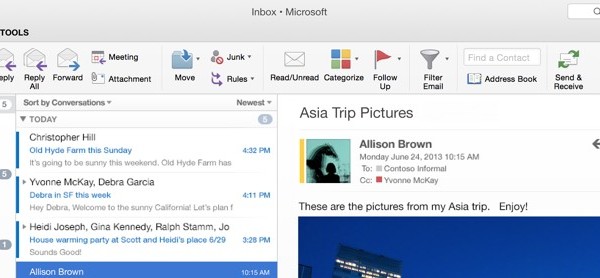 Inbox • Microsoft
TOOLS
Reply All
Forward
Meeting
Attachment
Move
Junk
Rules
Read/Unread
Categorize
Follow Up
Filter Email
Find a Contact
Address Book
Send & Receive
5
Sort by Conversations
Newest
TODAY
5
Christopher Hill
Old Hyde Farm this Sunday 4:32 PM
It's going to be sunny this weekend. Old Hyde Farm has
5
Yvonne McKay, Debra Garcia
Debra in SF this week 4:11 PM
Hey Debra, Welcome to the sunny California! Let's plan f
Heidi Joseph, Gina Kennedy, Ralph Stamm, Jo
1
House warming party at Scott and Heidi's place 6/29 3:28 PM
Sounds Good!
Allison Brown 10:15 AM
Asia Trip Pictures
Allison Brown
Monday June 24, 2013 10:15 AM
To: Contoso Informal
Cc: Yvonne McKay
These are the pictures from my Asia trip. Enjoy!